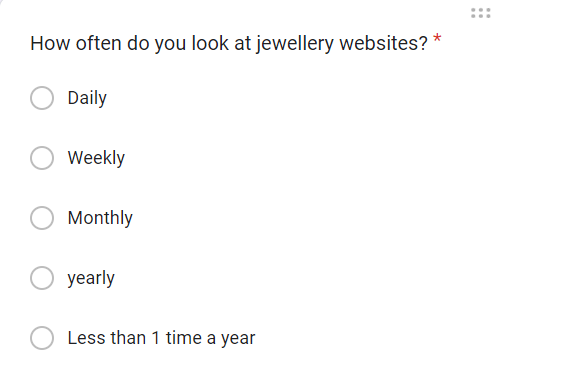 How often do you look at jewellery websites? *
Daily
Weekly
Monthly
yearly
Less than 1 time a year